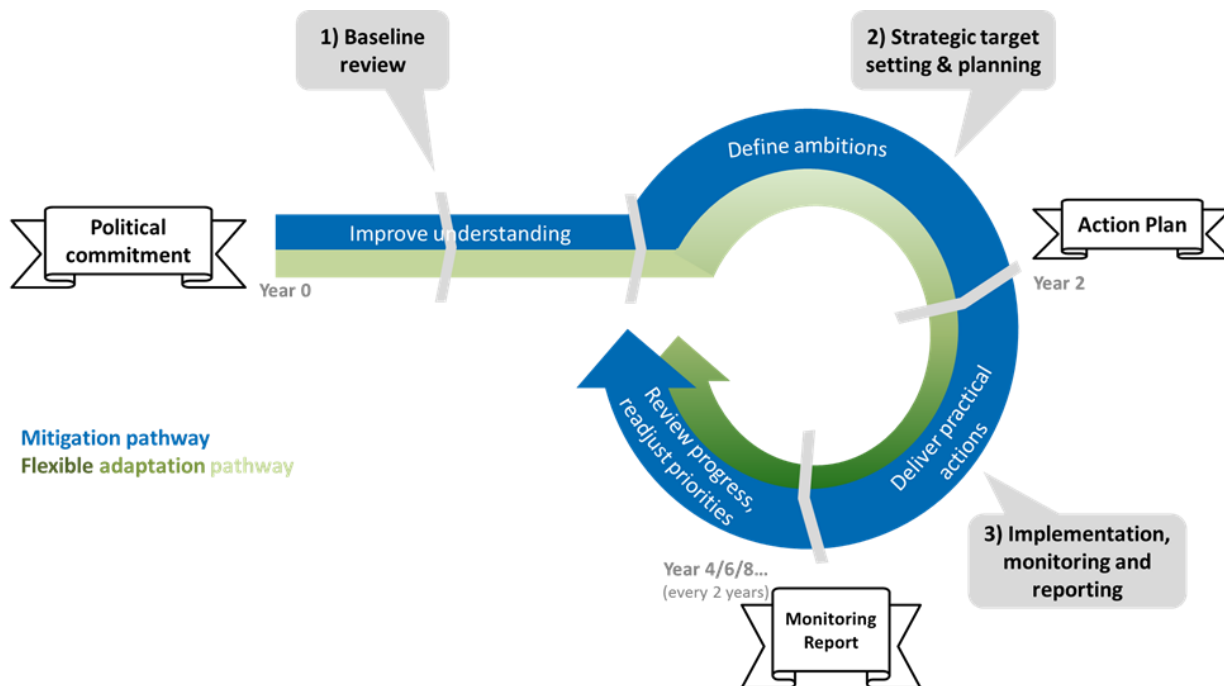 1) Baseline
review
2) Strategic target
setting & planning
Define ambitions
Political
commitment
Improve understanding
Action Plan
Year 0
Year 2
Mitigation pathway
Flexible adaptation pathway
Deliver practical
actions
Review progress,
readjust priorities
3) Implementation,
monitoring and
reporting
Year 4/6/8...
(every 2 years)
Monitoring
Report